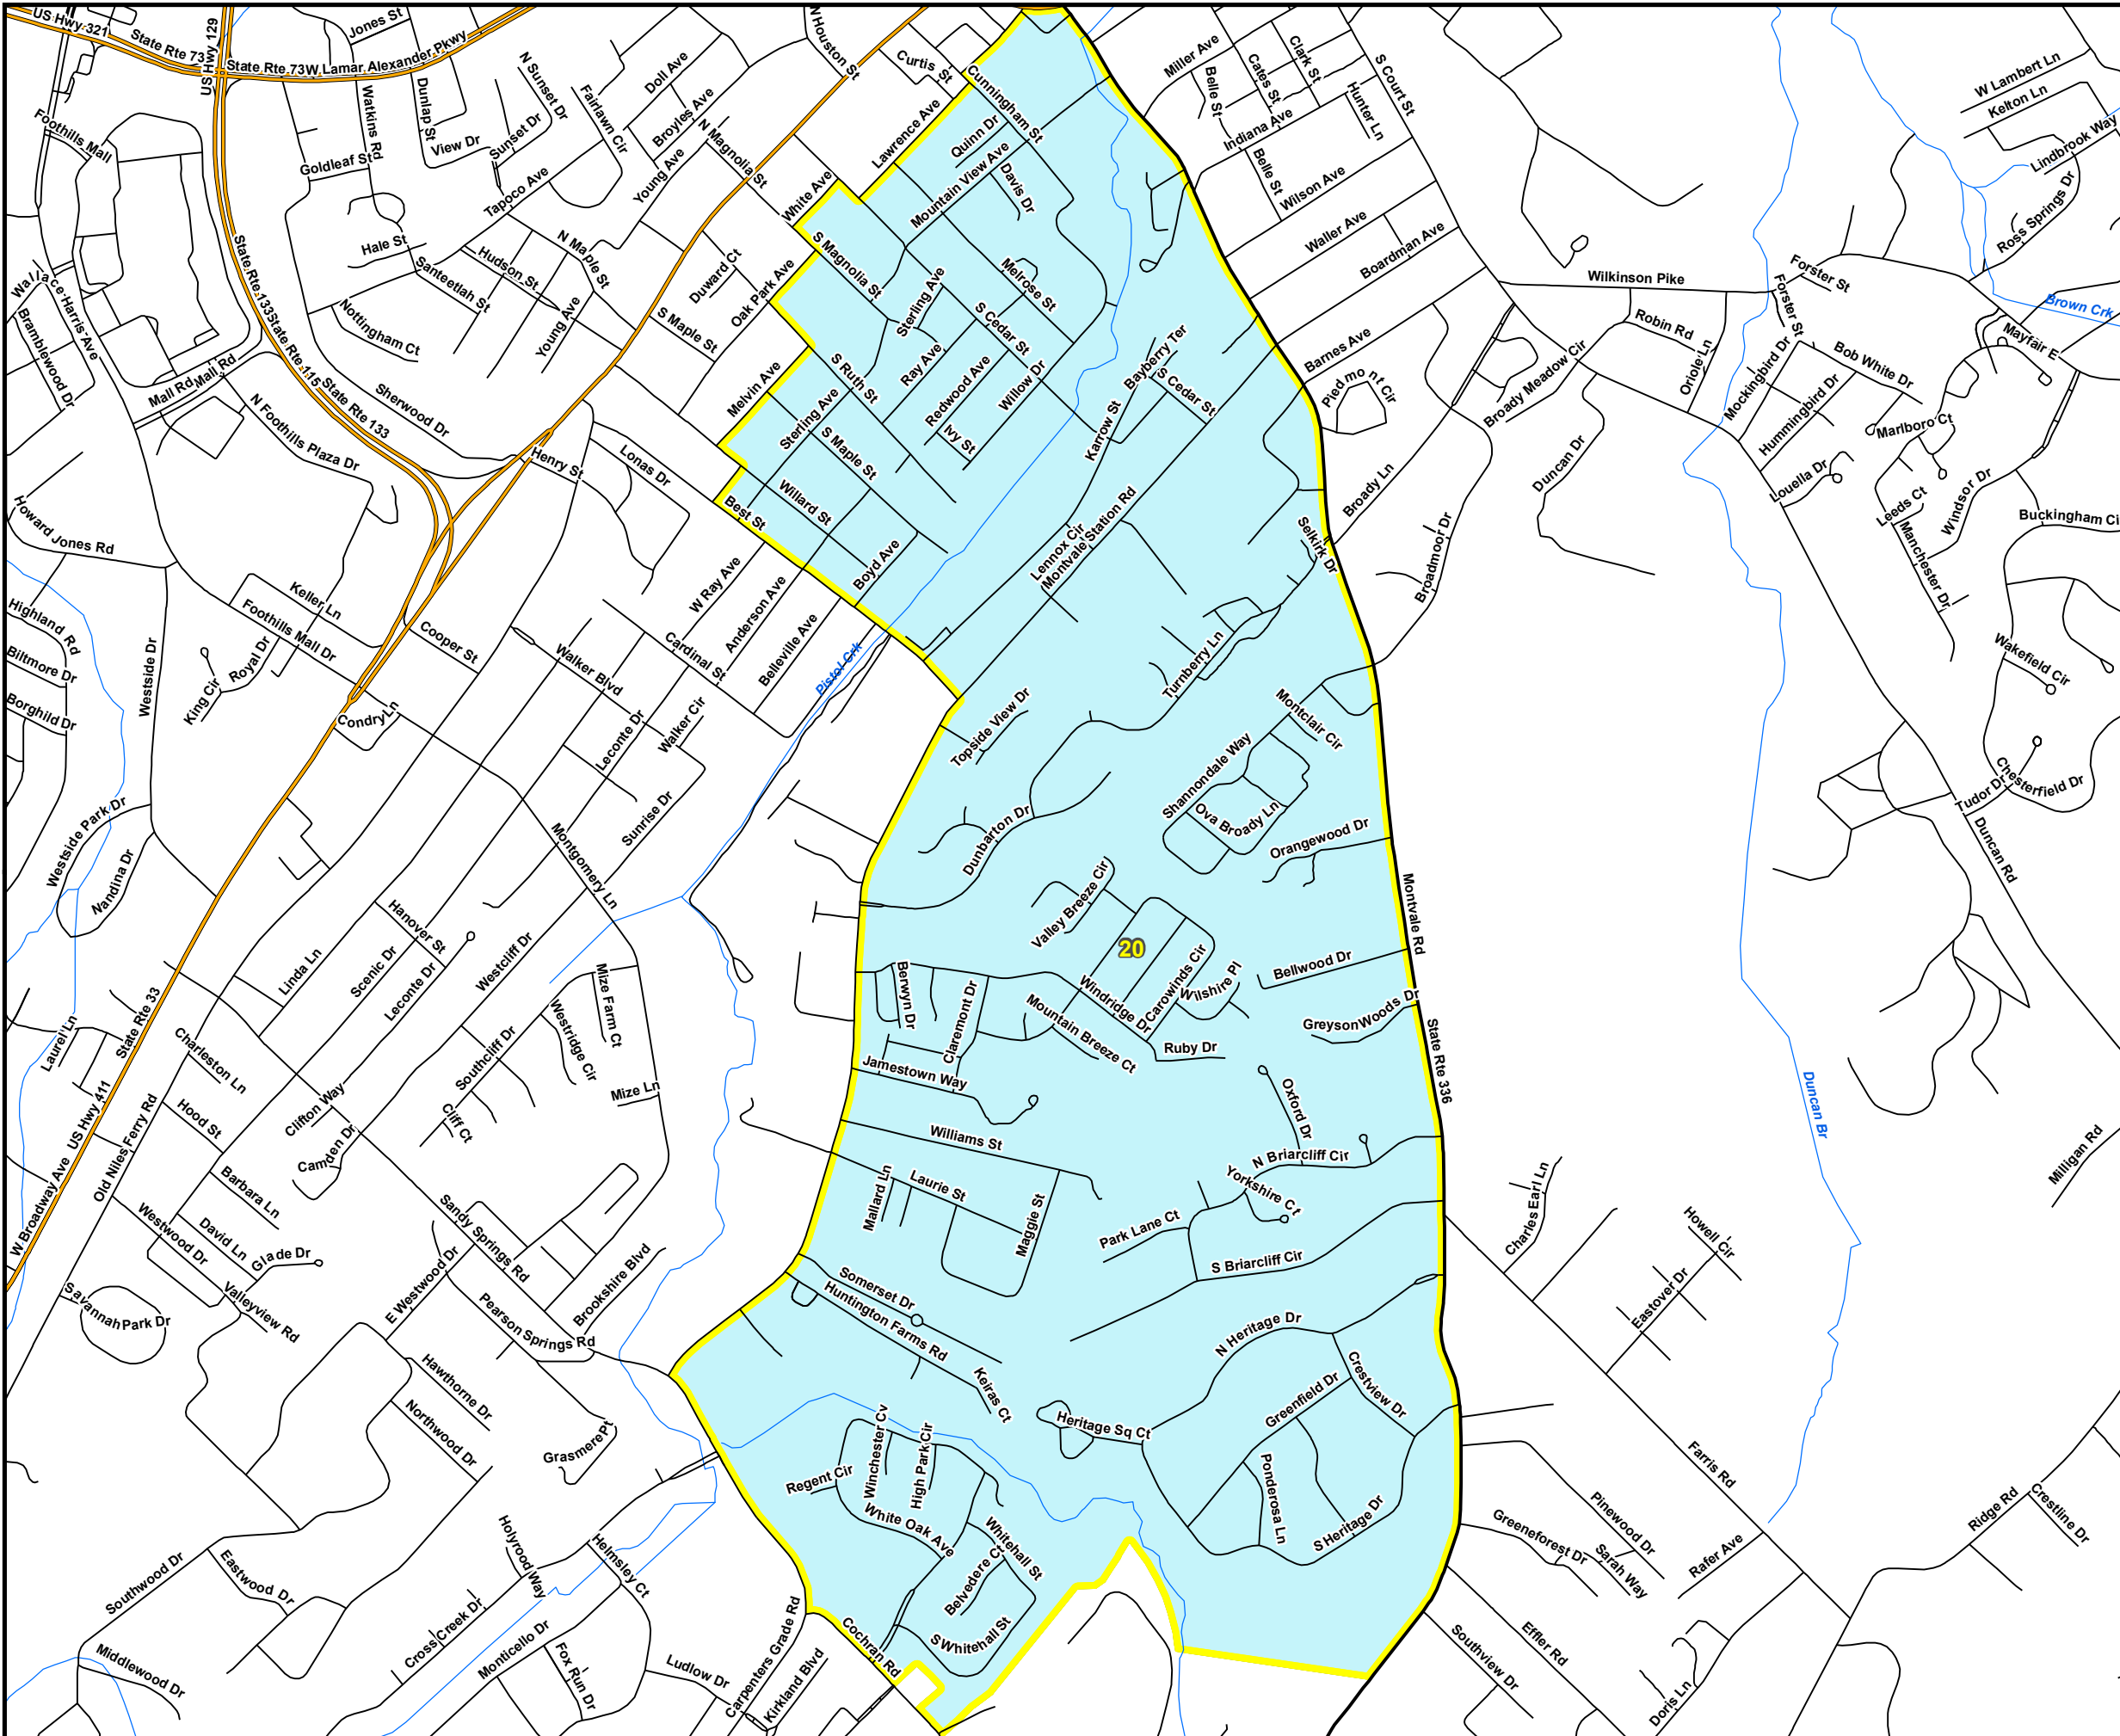 US Hwy 321
State Rte 73
State Rte 73
W Lamar Alexander Pkwy
US Hwy 129
Jones St
N Houston St
Curtis St
Cunningham St
Miller Ave
Belle St
Cates St
Clark St
Hunter Ln
S Court St
W Lambert Ln
Kelton Ln
Lindbrook Way
Foothills Mall
Watkins Rd
Dunlap St
View Dr
Sunset Dr
N Sunset Dr
Fairlawn Cir
Doll Ave
Broyles Ave
Young Ave
N Magnolia St
Lawrence Ave
Quinn Dr
Mountain View Ave
Davis Dr
Indiana Ave
Belle St
Wilson Ave
Waller Ave
Boardman Ave
Ross Springs Dr
Goldleaf St
Tapoco Ave
White Ave
Hale St
Santeetlah St
Hudson St
N Maple St
Young Ave
Duward Ct
Oak Park Ave
S Magnolia St
Sterling Ave
Melrose St
S Cedar St
Wilkinson Pike
Forster St
Forster St
Brown Crk
Mayfair E
Wallace Harris Ave
Bramblewood Dr
State Rte 133
State Rte 115
State Rte 133
Nottingham Ct
Sherwood Dr
S Maple St
Melvin Ave
S Ruth St
Ray Ave
Redwood Ave
Willow Dr
Ivy St
Bayberry Ter
S Cedar St
Karrow St
Barnes Ave
Piedmont Cir
Broady Meadow Cir
Robin Rd
Oriole Ln
Mockingbird Dr
Hummingbird Dr
Bob White Dr
Marlboro Ct
Mall Rd
Mall Rd
N Foothills Plaza Dr
Henry St
Lonas Dr
Sterling Ave
S Maple St
Willard St
Best St
Boyd Ave
Lennox Cir
Montvale Station Rd
Selkirk Dr
Broady Ln
Broadmoor Dr
Duncan Dr
Louella Dr
Leeds Ct
Windsor Dr
Manchester Dr
Buckingham Ci
Howard Jones Rd
Highland Rd
Biltmore Dr
Borghild Dr
Keller Ln
Foothills Mall Dr
Royal Dr
King Cir
Westside Dr
Cooper St
Condry Ln
Walker Blvd
W Ray Ave
Anderson Ave
Belleville Ave
Cardinal St
Pistol Crk
Leconte Dr
Walker Cir
Sunrise Dr
Topside View Dr
Turnberry Ln
Montclair Cir
Shannondale Way
Ova Broady Ln
Orangewood Dr
Wakefield Cir
Chesterfield Dr
Tudor Dr
Duncan Rd
Westside Park Dr
Nandina Dr
Montgomery Ln
Dunbarton Dr
Valley Breeze Cir
Montvale Rd
20
Hanover St
Scenic Dr
Leconte Dr
Linda Ln
Westcliff Dr
Mize Farm Ct
Westridge Cir
Southcliff Dr
Mize Ln
Cliff Ct
Berwyn Dr
Claremont Dr
Windridge Dr
Carowinds Cir
Wilshire Pl
Mountain Breeze Ct
Ruby Dr
Bellwood Dr
Greyson Woods Dr
State Rte 336
Duncan Br
Laurel Ln
State Rte 33
Charleston Ln
Clifton Way
Camden Dr
Jamestown Way
Williams St
Oxford Dr
N Briarcliff Cir
Yorkshire Ct
Milligan Rd
W Broadway Ave
US Hwy 411
Old Niles Ferry Rd
Hood St
Barbara Ln
David Ln
Glade Dr
Westwood Dr
Valleyview Rd
Savannah Park Dr
Sandy Springs Rd
E Westwood Dr
Pearson Springs Rd
Brookshire Blvd
Mallard Ln
Laurie St
Maggie St
Park Lane Ct
S Briarcliff Cir
Charles Earl Ln
Howell Cir
Eastover Dr
Somerset Dr
Huntington Farms Rd
Keiras Ct
N Heritage Dr
Crestview Dr
Greenfield Dr
Heritage Sq Ct
Ponderosa Ln
S Heritage Dr
Hawthorne Dr
Northwood Dr
Grasmere Pt
Regent Cir
Winchester Cv
High Park Cir
White Oak Ave
Whitehall St
Belvedere Ct
S Whitehall St
Farris Rd
Pinewood Dr
Greeneforest Dr
Sarah Way
Rafer Ave
Ridge Rd
Crestline Dr
Southwood Dr
Eastwood Dr
Middlewood Dr
Holyrood Way
Helmsley Ct
Cross Creek Dr
Monticello Dr
Fox Run Dr
Ludlow Dr
Carpenters Grade Rd
Kirkland Blvd
Cochran Rd
Southview Dr
Effler Rd
Doris Ln